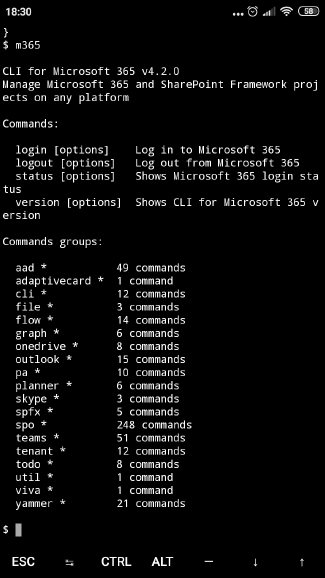 18:30
... 58
}
$ m365
CLI for Microsoft 365 v4.2.0
Manage Microsoft 365 and SharePoint Framework proj
ects on any platform
Commands:
login [options]    Log in to Microsoft 365
logout [options]   Log out from Microsoft 365
status [options]   Shows Microsoft 365 login sta
tus
version [options]  Shows CLI for Microsoft 365 v
ersion
Commands groups:
aad *           49 commands
adaptivecard *  1 command
cli *           12 commands
file *          3 commands
flow *          14 commands
graph *         6 commands
onedrive *      8 commands
outlook *       15 commands
pa *            10 commands
planner *       6 commands
skype *         3 commands
spfx *          5 commands
spo *           248 commands
teams *         51 commands
tenant *        12 commands
todo *          8 commands
util *          1 command
viva *          1 command
yammer *        21 commands
$
ESC ⇆ CTRL ALT — ↓ ↑